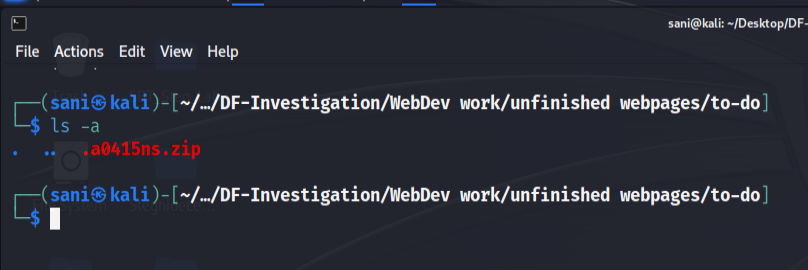 sani@kali: ~/Desktop/DF-
File Actions Edit View Help
┌──(sani㉿kali)-[~/…/DF-Investigation/WebDev work/unfinished webpages/to-do]
└─$ ls -a
. .. .a0415ns.zip
┌──(sani㉿kali)-[~/…/DF-Investigation/WebDev work/unfinished webpages/to-do]
└─$